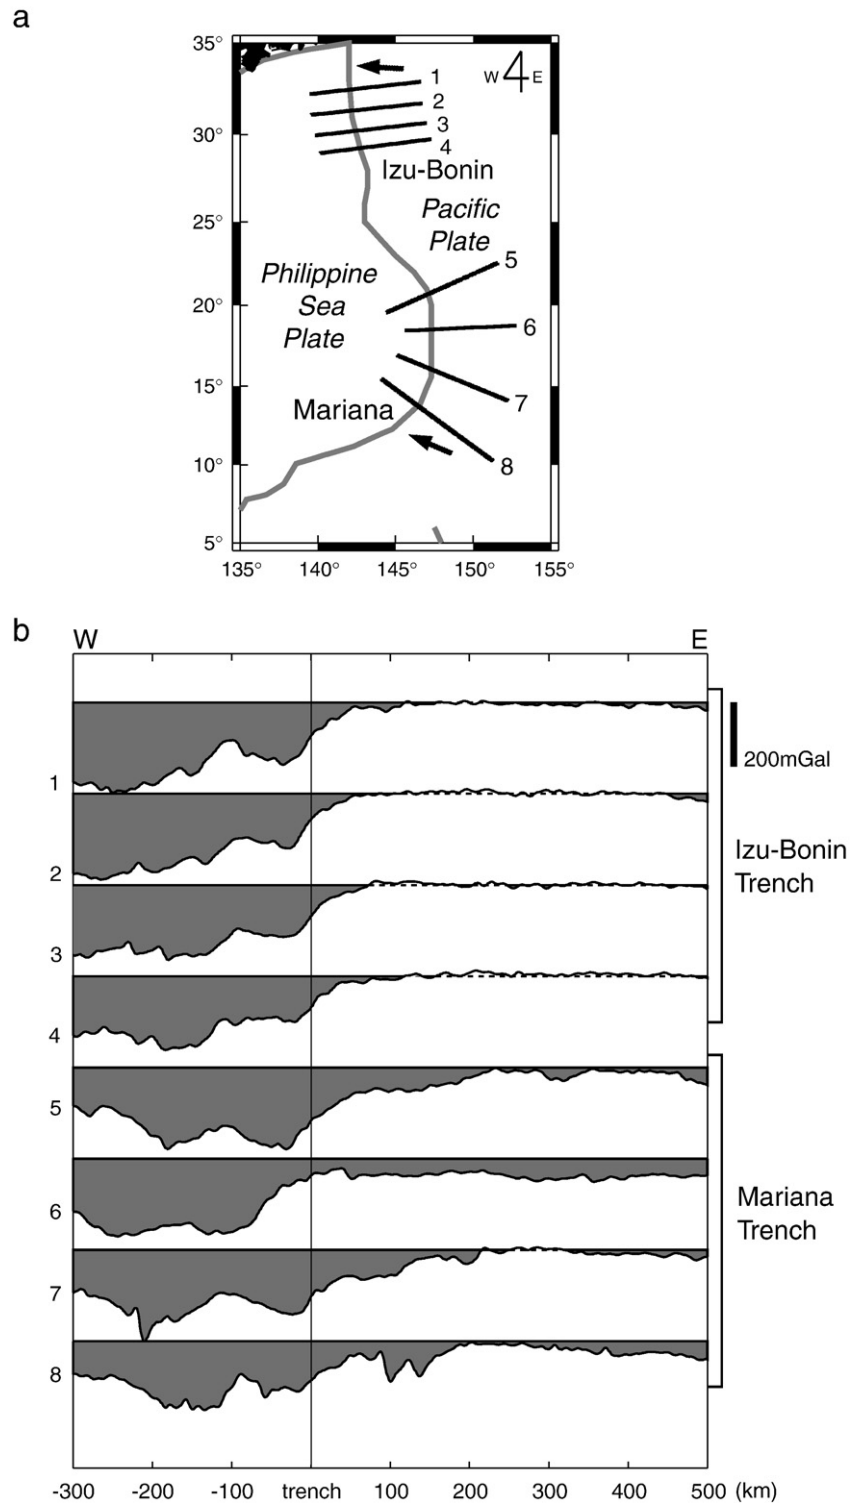 a
35°
30°
25°
20°
15°
10°
5°
W E
1
2
3
4
Izu-Bonin
Pacific
Plate
5
Philippine
Sea
Plate
6
7
Mariana
8
135° 140° 145° 150° 155°
b
W E
200mGal
1
2
3
4
5
6
7
8
Izu-Bonin
Trench
Mariana
Trench
-300 -200 -100 trench 100 200 300 400 500 (km)